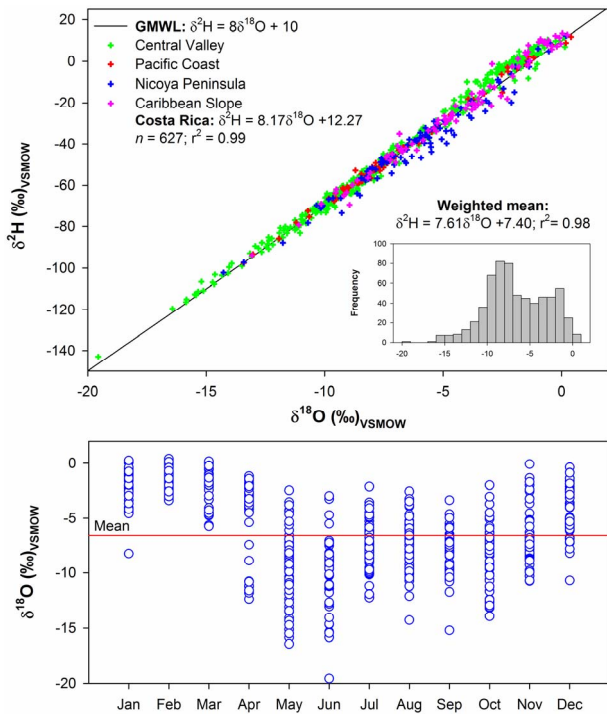 GMWL: δ²H = 8δ¹⁸O + 10
Central Valley
Pacific Coast
Nicoya Peninsula
Caribbean Slope
Costa Rica: δ²H = 8.17δ¹⁸O +12.27
n = 627; r² = 0.99
20
0
-20
-40
-60
-80
-100
-120
-140
δ²H (‰)VSMOW
Weighted mean:
δ²H = 7.61δ¹⁸O +7.40; r²= 0.98
100
80
60
40
20
0
Frequency
-20 -15 -10 -5 0
-20 -15 -10 -5 0
δ¹⁸O (‰)VSMOW
0
-5
-10
-15
-20
δ¹⁸O (‰)VSMOW
Mean
Jan Feb Mar Apr May Jun Jul Aug Sep Oct Nov Dec